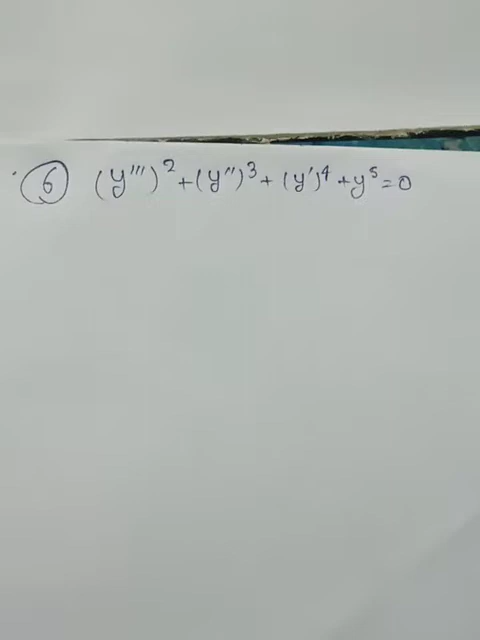 ⑥ (y''')² + (y'')³ + (y')⁴ + y⁵ = 0